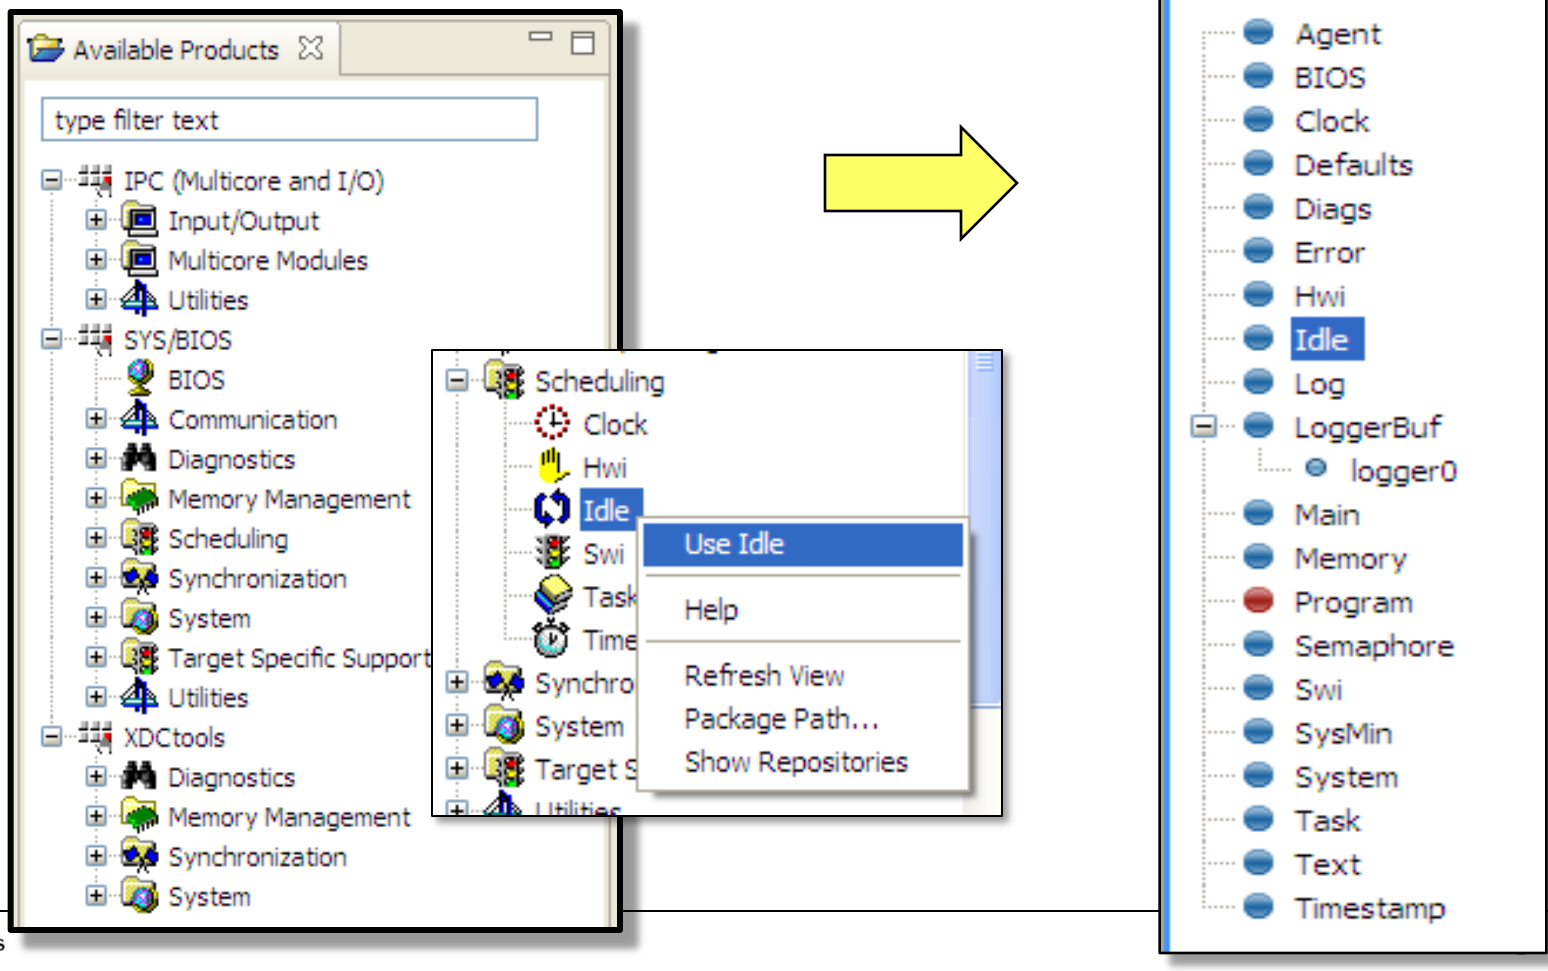 Available Products
type filter text
IPC (Multicore and I/O)
Input/Output
Multicore Modules
Utilities
SYS/BIOS
BIOS
Communication
Diagnostics
Memory Management
Scheduling
Synchronization
System
Target Specific Support
Utilities
XDCtools
Diagnostics
Memory Management
Synchronization
System
Scheduling
Clock
Hwi
Idle
Swi
Task
Time
Synchro
System
Target S
Utilities
Use Idle
Help
Refresh View
Package Path...
Show Repositories
Agent
BIOS
Clock
Defaults
Diags
Error
Hwi
Idle
Log
LoggerBuf
logger0
Main
Memory
Program
Semaphore
Swi
SysMin
System
Task
Text
Timestamp
s